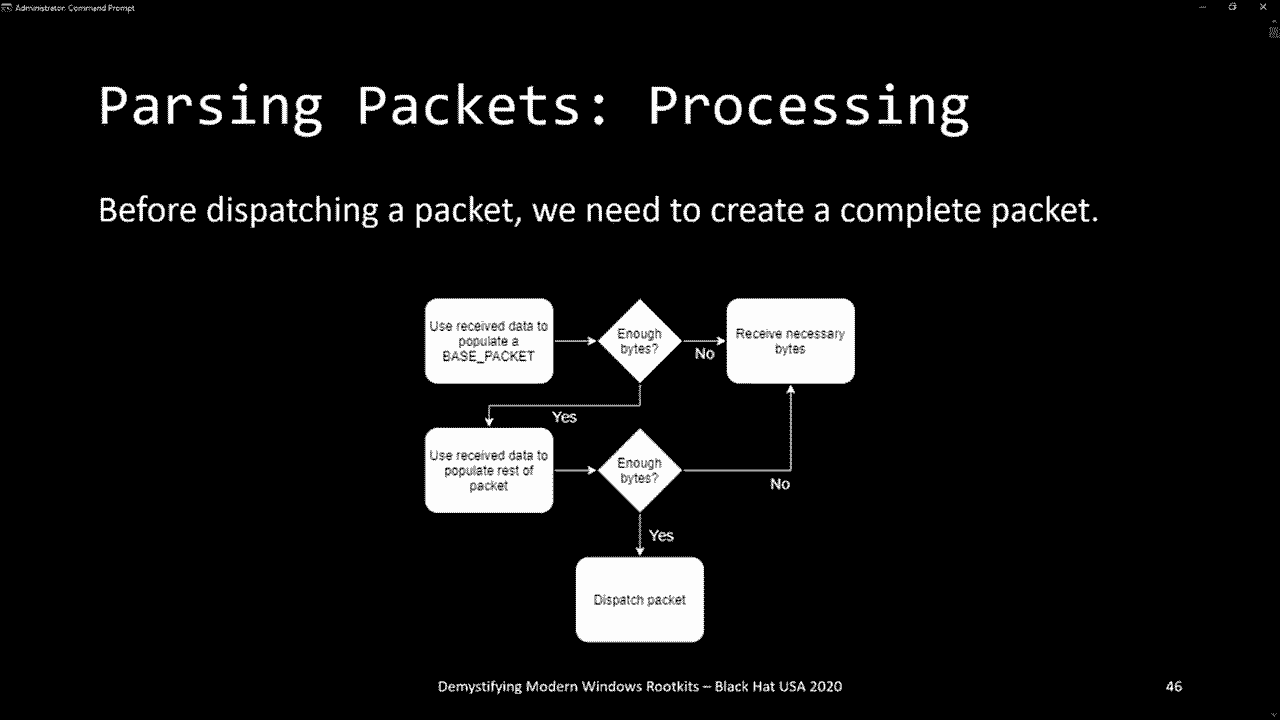 Administrator: Command Prompt
Parsing Packets: Processing
Before dispatching a packet, we need to create a complete packet.
Use received data to
populate a
BASE_PACKET
Enough
bytes?
No
Receive necessary
bytes
Yes
Use received data to
populate rest of
packet
Enough
bytes?
No
Yes
Dispatch packet
Demystifying Modern Windows Rootkits – Black Hat USA 2020
46